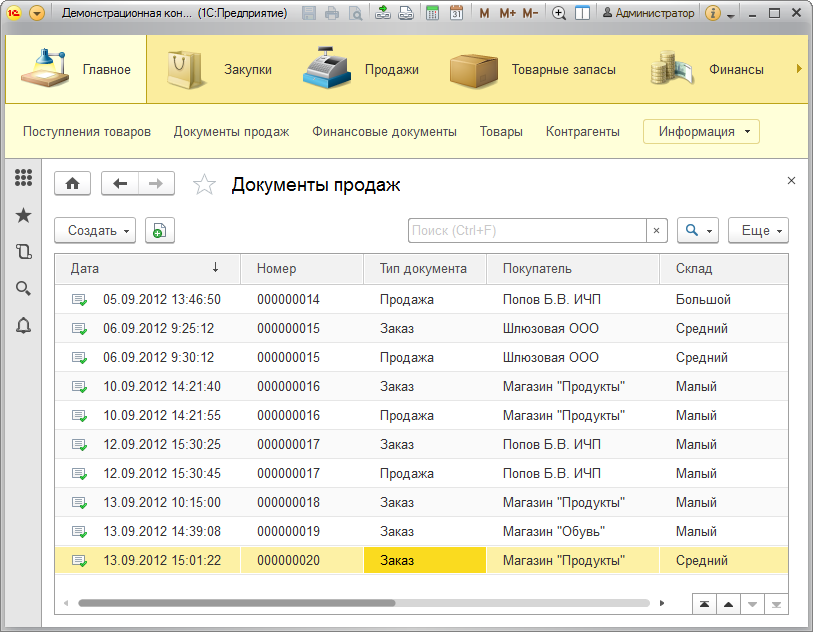 Демонстрационная кон... (1С:Предприятие) M M+ M- Администратор
Главное Закупки Продажи Товарные запасы Финансы
Поступления товаров Документы продаж Финансовые документы Товары Контрагенты Информация
Документы продаж
Создать Поиск (Ctrl+F) Еще
Дата Номер Тип документа Покупатель Склад
05.09.2012 13:46:50 000000014 Продажа Попов Б.В. ИЧП Большой
06.09.2012 9:25:12 000000015 Заказ Шлюзовая ООО Средний
06.09.2012 9:30:12 000000015 Продажа Шлюзовая ООО Средний
10.09.2012 14:21:40 000000016 Заказ Магазин "Продукты" Малый
10.09.2012 14:21:55 000000016 Продажа Магазин "Продукты" Малый
12.09.2012 15:30:25 000000017 Заказ Попов Б.В. ИЧП Малый
12.09.2012 15:30:45 000000017 Продажа Попов Б.В. ИЧП Малый
13.09.2012 10:15:00 000000018 Заказ Магазин "Продукты" Малый
13.09.2012 14:39:08 000000019 Заказ Магазин "Обувь" Малый
13.09.2012 15:01:22 000000020 Заказ Магазин "Продукты" Средний